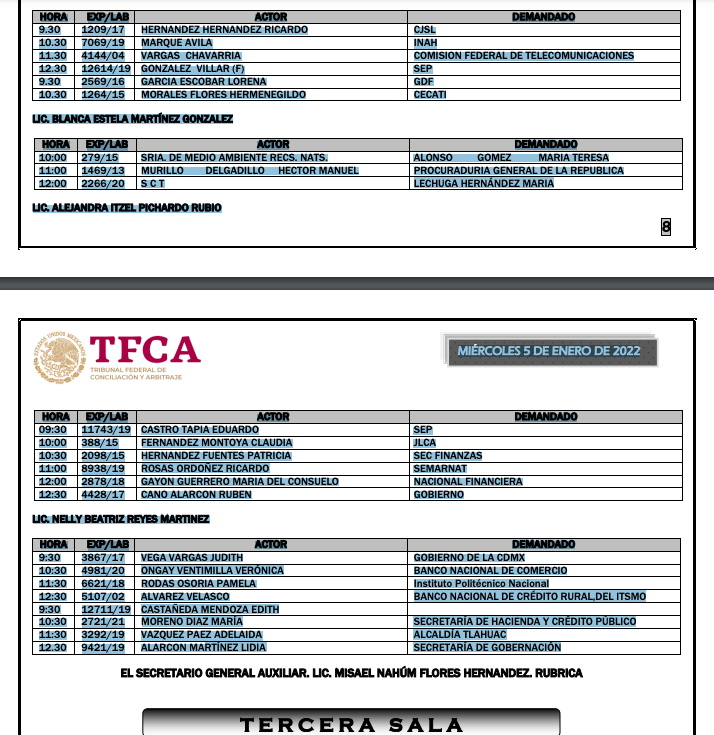 HORA EXP/LAB ACTOR DEMANDADO
9.30 1209/17 HERNANDEZ HERNANDEZ RICARDO CJSL
10.30 7069/19 MARQUE AVILA INAH
11.30 4144/04 VARGAS CHAVARRIA COMISION FEDERAL DE TELECOMUNICACIONES
12.30 12614/19 GONZALEZ VILLAR (F) SEP
9.30 2569/16 GARCIA ESCOBAR LORENA GDF
10.30 1264/15 MORALES FLORES HERMENEGILDO CECATI
LIC. BLANCA ESTELA MARTÍNEZ GONZALEZ
HORA EXP/LAB ACTOR DEMANDADO
10:00 279/15 SRIA. DE MEDIO AMBIENTE RECS. NATS. ALONSO GOMEZ MARIA TERESA
11:00 1469/13 MURILLO DELGADILLO HECTOR MANUEL PROCURADURIA GENERAL DE LA REPUBLICA
12:00 2266/20 S C T LECHUGA HERNÁNDEZ MARIA
LIC. ALEJANDRA ITZEL PICHARDO RUBIO
8
ESTADOS UNIDOS MEXICANOS
TFCA
TRIBUNAL FEDERAL DE
CONCILIACIÓN Y ARBITRAJE
MIÉRCOLES 5 DE ENERO DE 2022
HORA EXP/LAB ACTOR DEMANDADO
09:30 11743/19 CASTRO TAPIA EDUARDO SEP
10:00 388/15 FERNANDEZ MONTOYA CLAUDIA JLCA
10:30 2098/15 HERNANDEZ FUENTES PATRICIA SEC FINANZAS
11:00 8938/19 ROSAS ORDOÑEZ RICARDO SEMARNAT
12:00 2878/18 GAYON GUERRERO MARIA DEL CONSUELO NACIONAL FINANCIERA
12:30 4428/17 CANO ALARCON RUBEN GOBIERNO
LIC. NELLY BEATRIZ REYES MARTINEZ
HORA EXP/LAB ACTOR DEMANDADO
9:30 3867/17 VEGA VARGAS JUDITH GOBIERNO DE LA CDMX
10:30 4981/20 ONGAY VENTIMILLA VERÓNICA BANCO NACIONAL DE COMERCIO
11:30 6621/18 RODAS OSORIA PAMELA Instituto Politécnico Nacional
12:30 5107/02 ALVAREZ VELASCO BANCO NACIONAL DE CRÉDITO RURAL,DEL ITSMO
9:30 12711/19 CASTAÑEDA MENDOZA EDITH
10:30 2721/21 MORENO DIAZ MARÍA SECRETARÍA DE HACIENDA Y CRÉDITO PÚBLICO
11:30 3292/19 VAZQUEZ PAEZ ADELAIDA ALCALDÍA TLAHUAC
12.30 9421/19 ALARCON MARTÍNEZ LIDIA SECRETARÍA DE GOBERNACIÓN
EL SECRETARIO GENERAL AUXILIAR. LIC. MISAEL NAHÚM FLORES HERNANDEZ. RUBRICA
TERCERA SALA